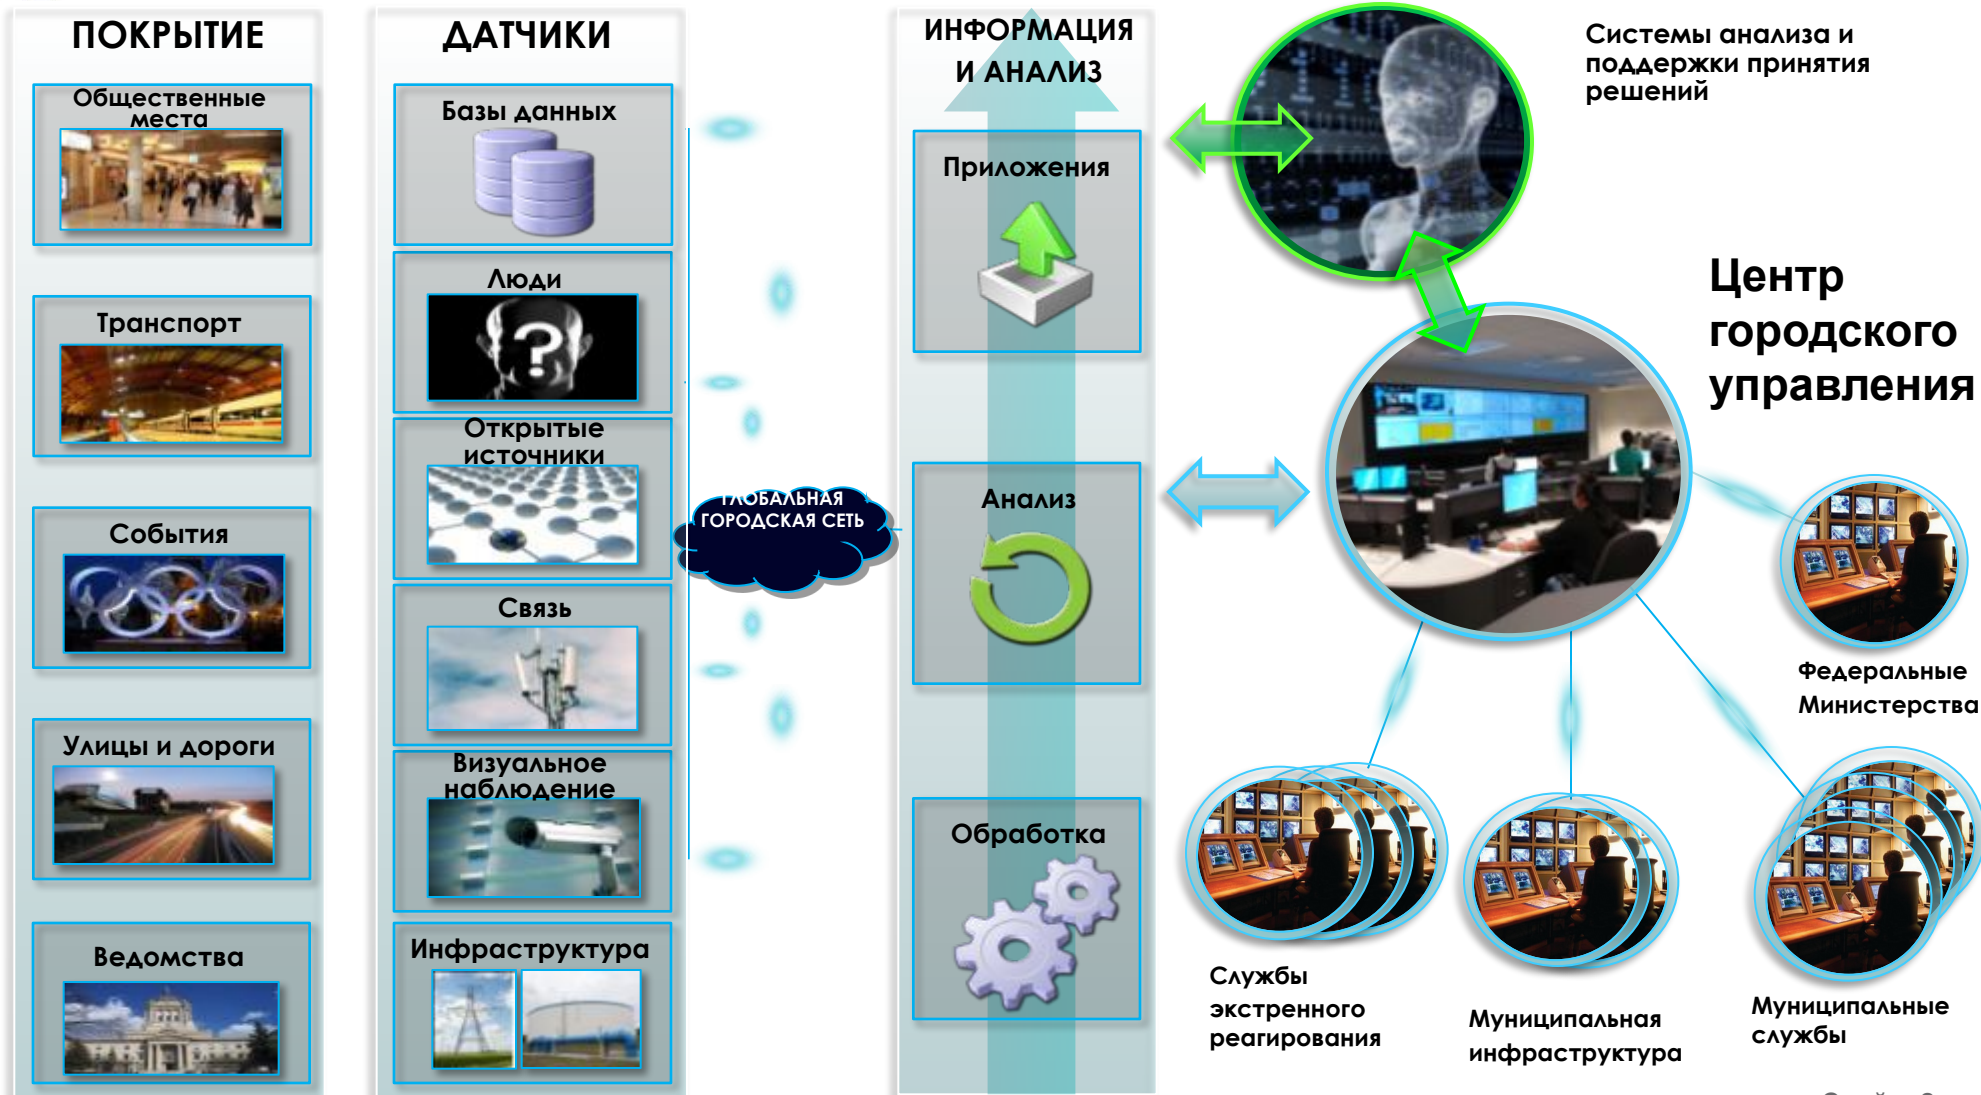 ПОКРЫТИЕ
Общественные
места
Транспорт
События
Улицы и дороги
Ведомства
ДАТЧИКИ
Базы данных
Люди
?
Открытые
источники
Связь
Визуальное
наблюдение
Инфраструктура
ГЛОБАЛЬНАЯ
ГОРОДСКАЯ СЕТЬ
ИНФОРМАЦИЯ
И АНАЛИЗ
Приложения
Анализ
Обработка
Системы анализа и
поддержки принятия
решений
Центр
городского
управления
Федеральные
Министерства
Службы
экстренного
реагирования
Муниципальная
инфраструктура
Муниципальные
службы